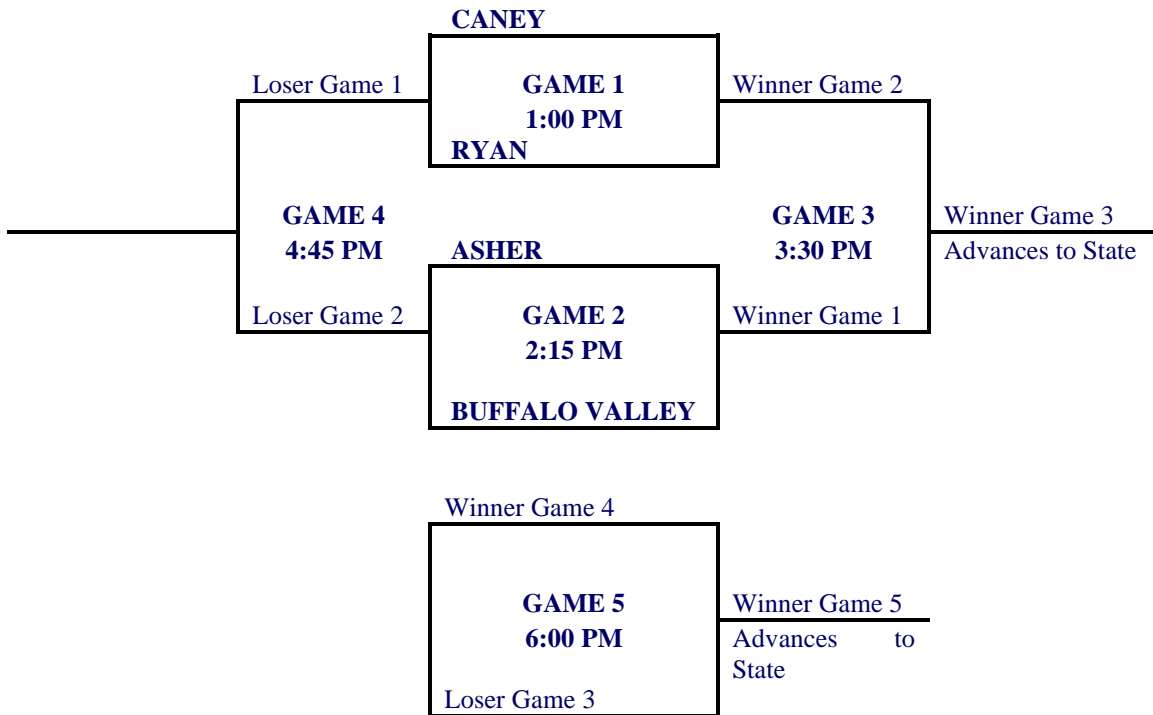 CANEY
Loser Game 1
GAME 1
Winner Game 2
1:00 PM
RYAN
GAME 4
GAME 3
Winner Game 3
4:45 PM
ASHER
3:30 PM
Advances to State
Loser Game 2
GAME 2
Winner Game 1
2:15 PM
BUFFALO VALLEY
Winner Game 4
GAME 5
Winner Game 5
6:00 PM
Advances to
State
Loser Game 3